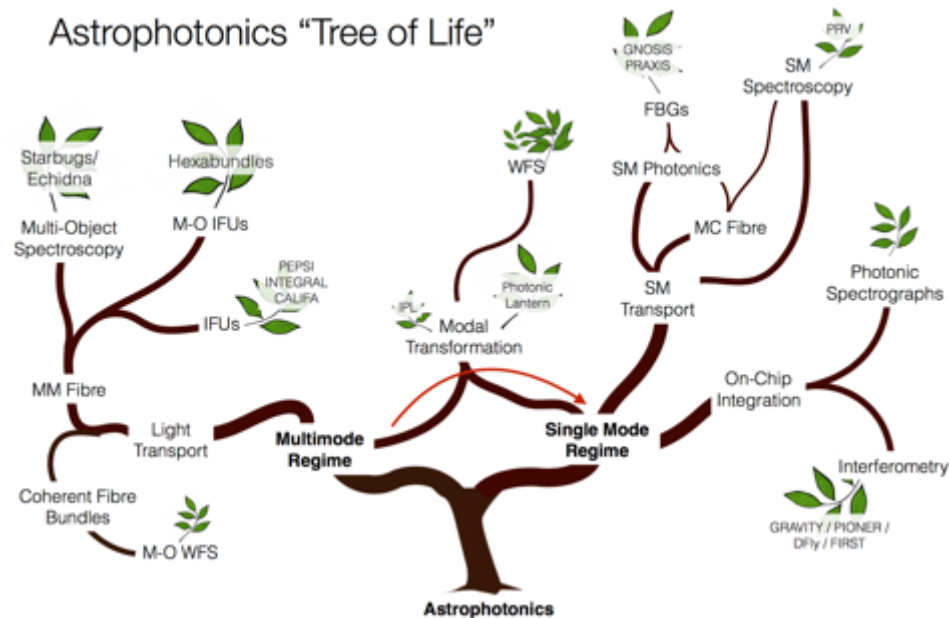 Astrophotonics "Tree of Life"
Starbugs/
Echidna
Multi-Object
Spectroscopy
Hexabundles
M-O IFUs
PEPSI
INTEGRAL
CALIFA
IFUs
MM Fibre
Light
Transport
Coherent Fibre
Bundles
M-O WFS
Multimode
Regime
WFS
IPL
Photonic
Lantern
Modal
Transformation
GNOSIS
PRAXIS
FBGs
SM Photonics
PRV
SM
Spectroscopy
MC Fibre
SM
Transport
Single Mode
Regime
On-Chip
Integration
Photonic
Spectrographs
Interferometry
GRAVITY / PIONER /
DFly / FIRST
Astrophotonics